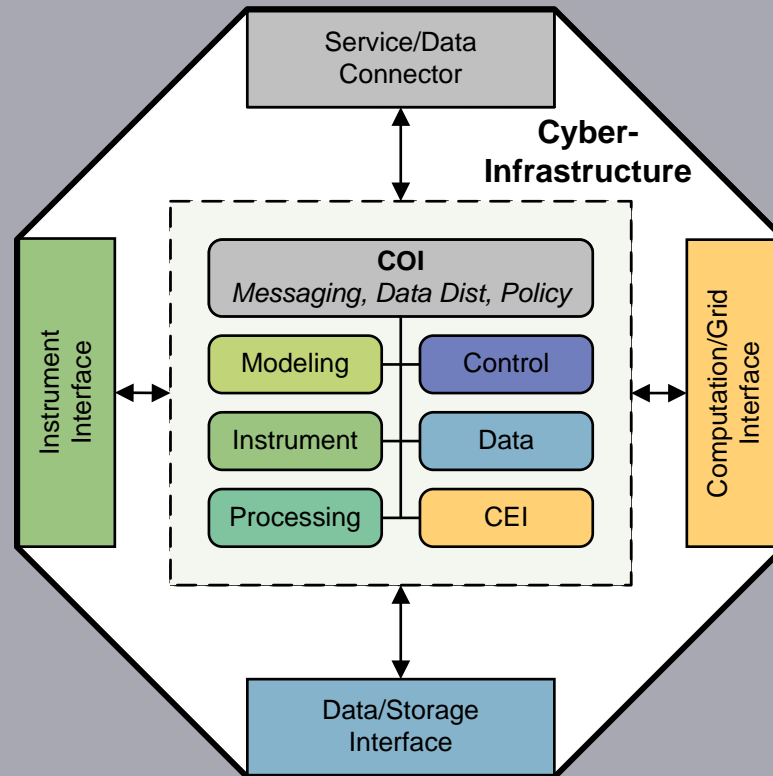 Service/Data
Connector
Cyber-
Infrastructure
COI
Messaging, Data Dist, Policy
Modeling
Control
Instrument
Data
Processing
CEI
Instrument
Interface
Computation/Grid
Interface
Data/Storage
Interface